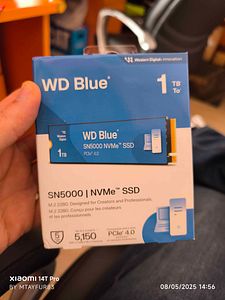 Western Digital
WD Blue®
1 TB
To
WD Blue®
SN5000 NVMe™ SSD
PCIe® 4.0
1TB
SN5000 | NVMe™ SSD
M.2 2280. Designed for Creators and Professionals.
M.2 2280. Conçu pour les créateurs
et les professionnels.
5
5,150
PCIe® 4.0
xiaomi 14T Pro
BY MTAYFUR83
08/05/2025 14:56